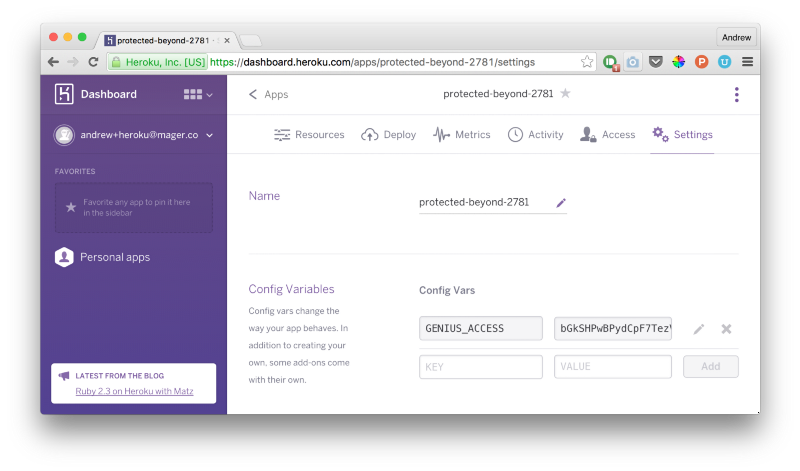 protected-beyond-2781 · S
Andrew
Heroku, Inc. [US] https://dashboard.heroku.com/apps/protected-beyond-2781/settings
Dashboard
Apps
protected-beyond-2781
andrew+heroku@mager.co
Resources
Deploy
Metrics
Activity
Access
Settings
FAVORITES
Favorite any app to pin it here
in the sidebar
Personal apps
Name
protected-beyond-2781
Config Variables
Config vars change the
way your app behaves. In
addition to creating your
own, some add-ons come
with their own.
Config Vars
GENIUS_ACCESS
bGkSHPwBPydCpF7Tez
KEY
VALUE
Add
LATEST FROM THE BLOG
Ruby 2.3 on Heroku with Matz